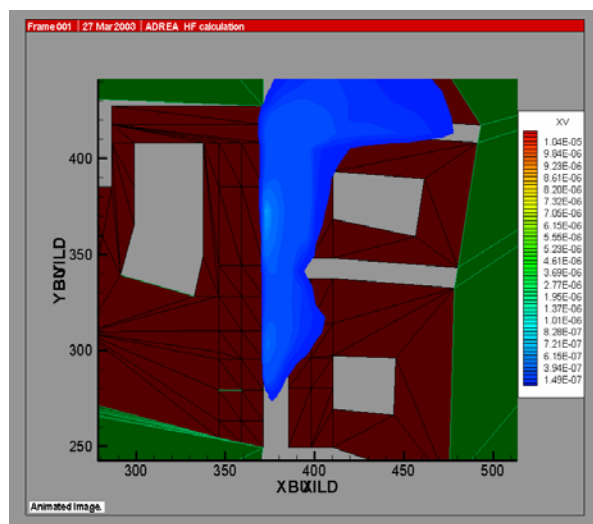 Frame 001 | 27 Mar 2003 | ADREA HF calculation
XV
1.04E-05
9.84E-06
9.23E-06
8.61E-06
8.20E-06
7.32E-06
7.05E-06
6.15E-06
5.55E-06
5.23E-06
4.61E-06
3.69E-06
2.77E-06
1.95E-06
1.37E-06
1.01E-06
8.28E-07
7.21E-07
6.15E-07
3.94E-07
1.49E-07
400
350
300
250
300
350
400
450
500
Animated Image.